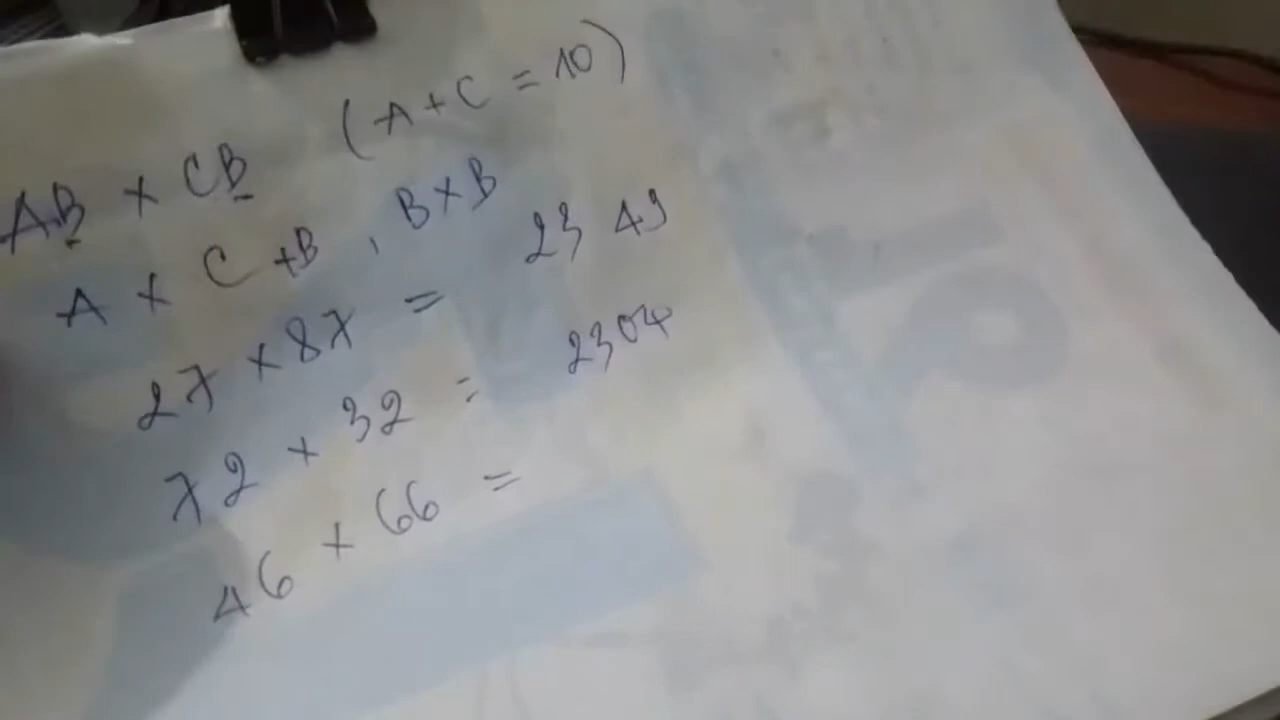 AB × CB (A+C=10)
A × C +B , B×B
27 × 87 = 23 49
72 × 32 = 2304
46 × 66 =